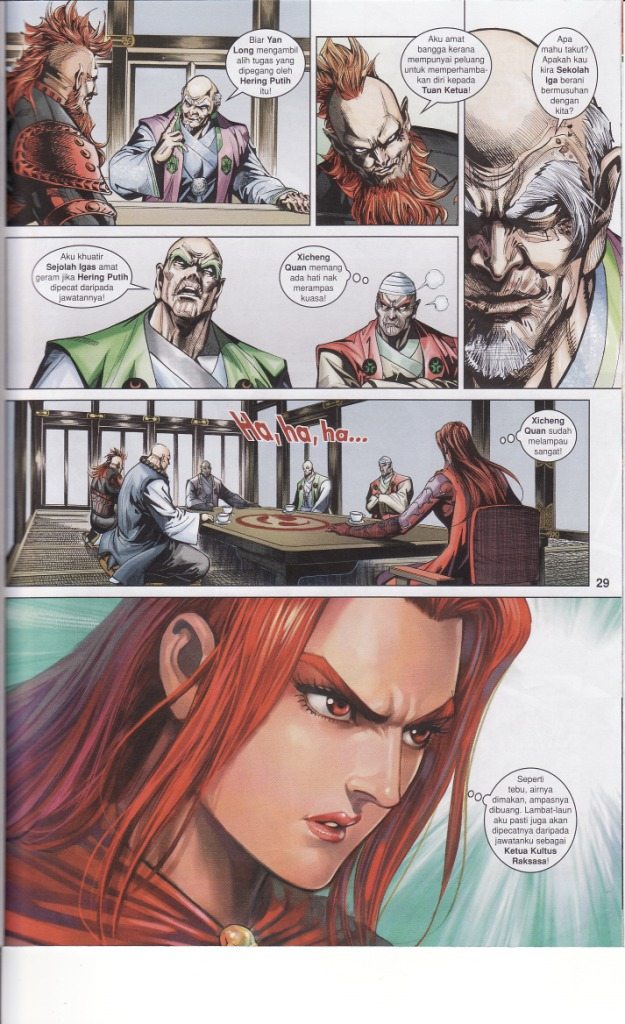 Biar Yan
Long mengambil
alih tugas yang
dipegang oleh
Hering Putih
itu!
Aku amat
bangga kerana
mempunyai peluang
untuk memperhamba-
kan diri kepada
Tuan Ketua!
Apa
mahu takut?
Apakah kau
kira Sekolah
Iga berani
bermusuhan
dengan
kita?
Aku khuatir
Sejolah Igas amat
geram jika Hering Putih
dipecat daripada
jawatannya!
Xicheng
Quan memang
ada hati nak
merampas
kuasa!
Ha, ha, ha...
Xicheng
Quan sudah
melampau
sangat!
29
Seperti
tebu, airnya
dimakan, ampasnya
dibuang. Lambat-laun
aku pasti juga akan
dipecatnya daripada
jawatanku sebagai
Ketua Kultus
Raksasa!